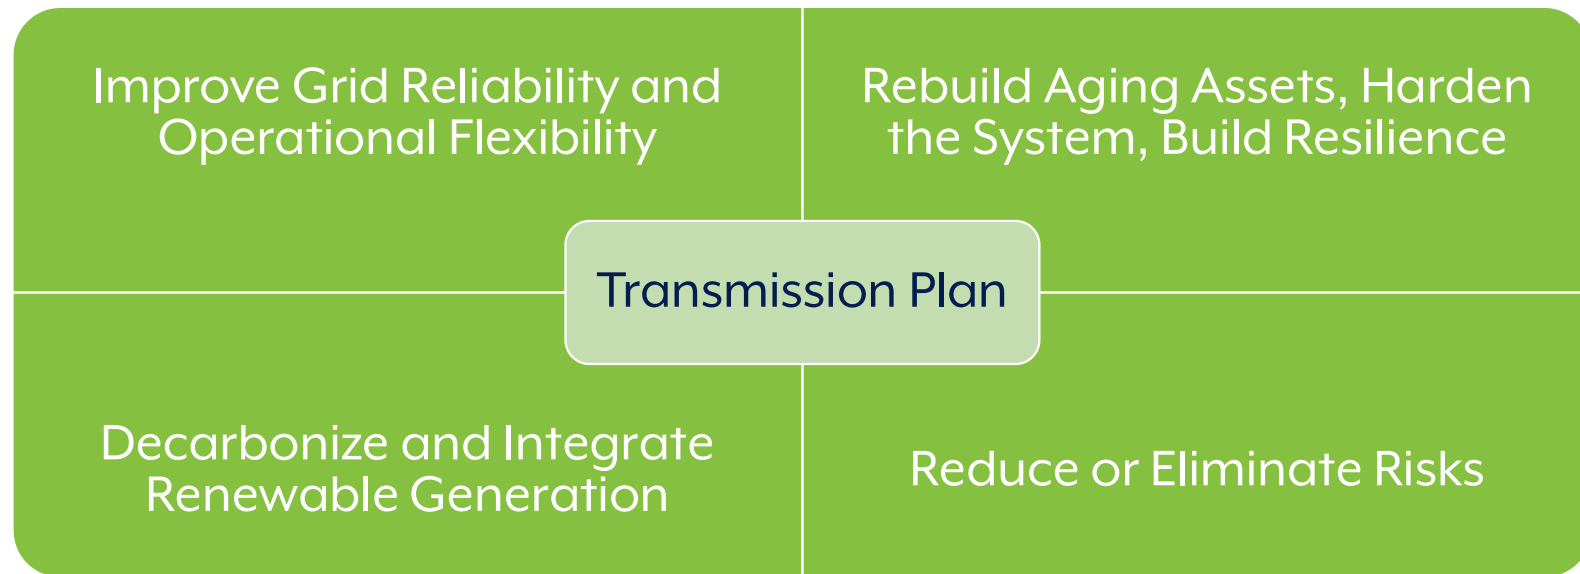 Improve Grid Reliability and
Operational Flexibility
Rebuild Aging Assets, Harden
the System, Build Resilience
Transmission Plan
Decarbonize and Integrate
Renewable Generation
Reduce or Eliminate Risks